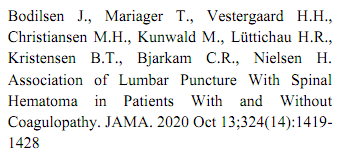 Bodilsen J., Mariager T., Vestergaard H.H.,
Christiansen M.H., Kunwald M., Lüttichau H.R.,
Kristensen B.T., Bjarkam C.R., Nielsen H.
Association of Lumbar Puncture With Spinal
Hematoma in Patients With and Without
Coagulopathy. JAMA. 2020 Oct 13;324(14):1419-
1428